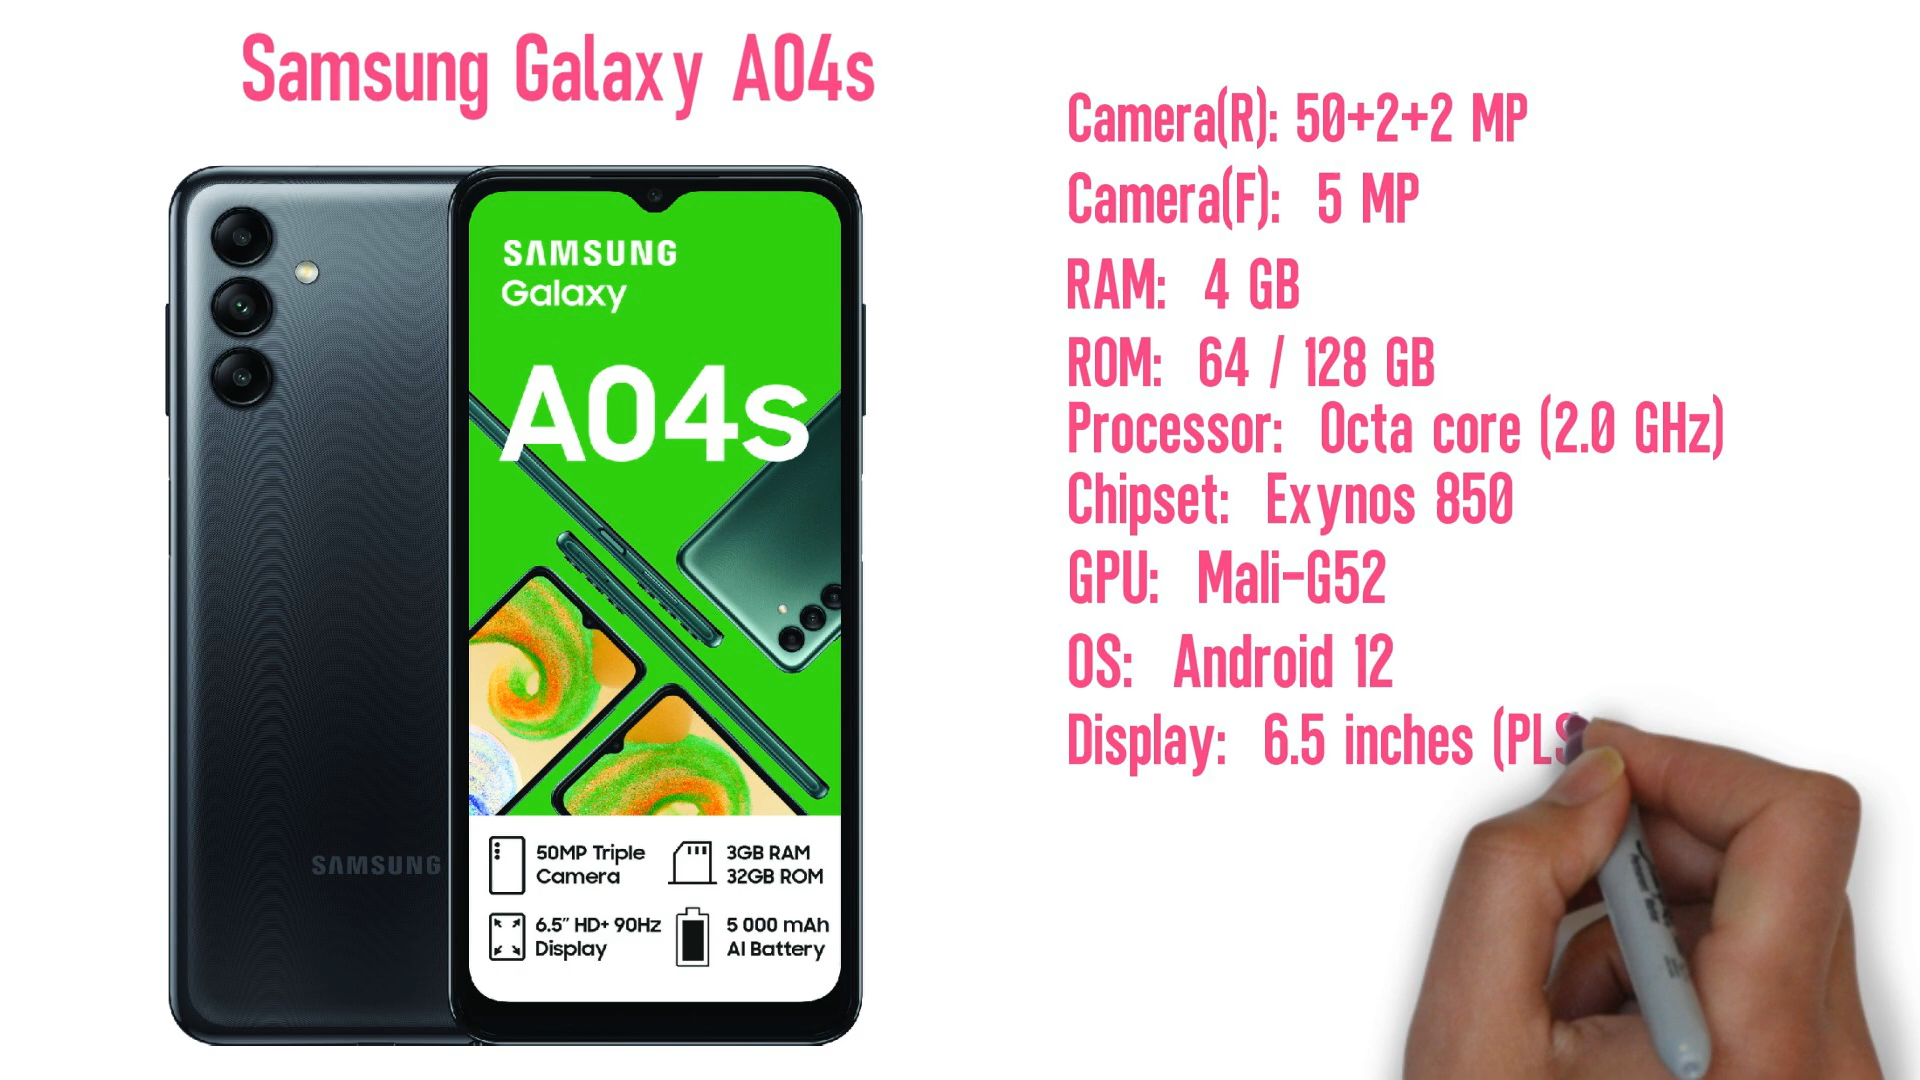 Samsung Galaxy A04s
SAMSUNG
Galaxy
A04s
50MP Triple
Camera
3GB RAM
32GB ROM
6.5” HD+ 90Hz
Display
5 000 mAh
AI Battery
SAMSUNG
Camera(R): 50+2+2 MP
Camera(F): 5 MP
RAM: 4 GB
ROM: 64 / 128 GB
Processor: Octa core (2.0 GHz)
Chipset: Exynos 850
GPU: Mali-G52
OS: Android 12
Display: 6.5 inches (PLS